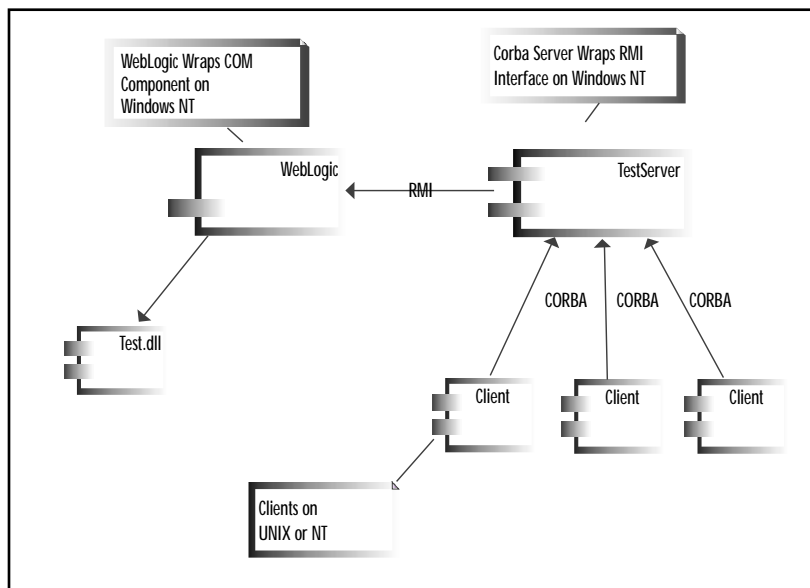 WebLogic Wraps COM
Component on
Windows NT
Corba Server Wraps RMI
Interface on Windows NT
WebLogic
RMI
TestServer
CORBA
CORBA
CORBA
Test.dll
Client
Client
Client
Clients on
UNIX or NT